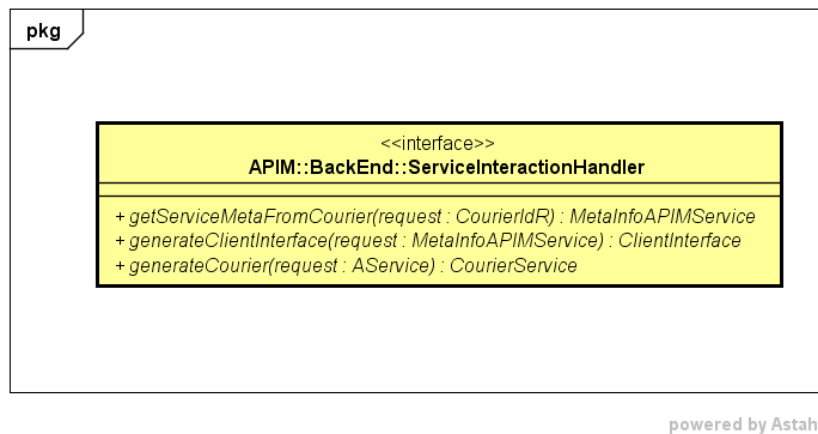 pkg
<<interface>>
APIM::BackEnd::ServiceInteractionHandler
+ getServiceMetaFromCourier(request : CourierIdR) : MetaInfoAPIMService
+ generateClientInterface(request : MetaInfoAPIMService) : ClientInterface
+ generateCourier(request : AService) : CourierService
powered by Astah